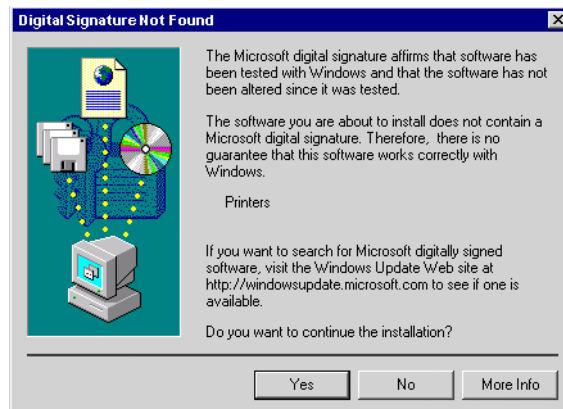 Digital Signature Not Found
The Microsoft digital signature affirms that software has
been tested with Windows and that the software has not
been altered since it was tested.
The software you are about to install does not contain a
Microsoft digital signature. Therefore, there is no
guarantee that this software works correctly with
Windows.
Printers
If you want to search for Microsoft digitally signed
software, visit the Windows Update Web site at
http://windowsupdate.microsoft.com to see if one is
available.
Do you want to continue the installation?
Yes
No
More Info